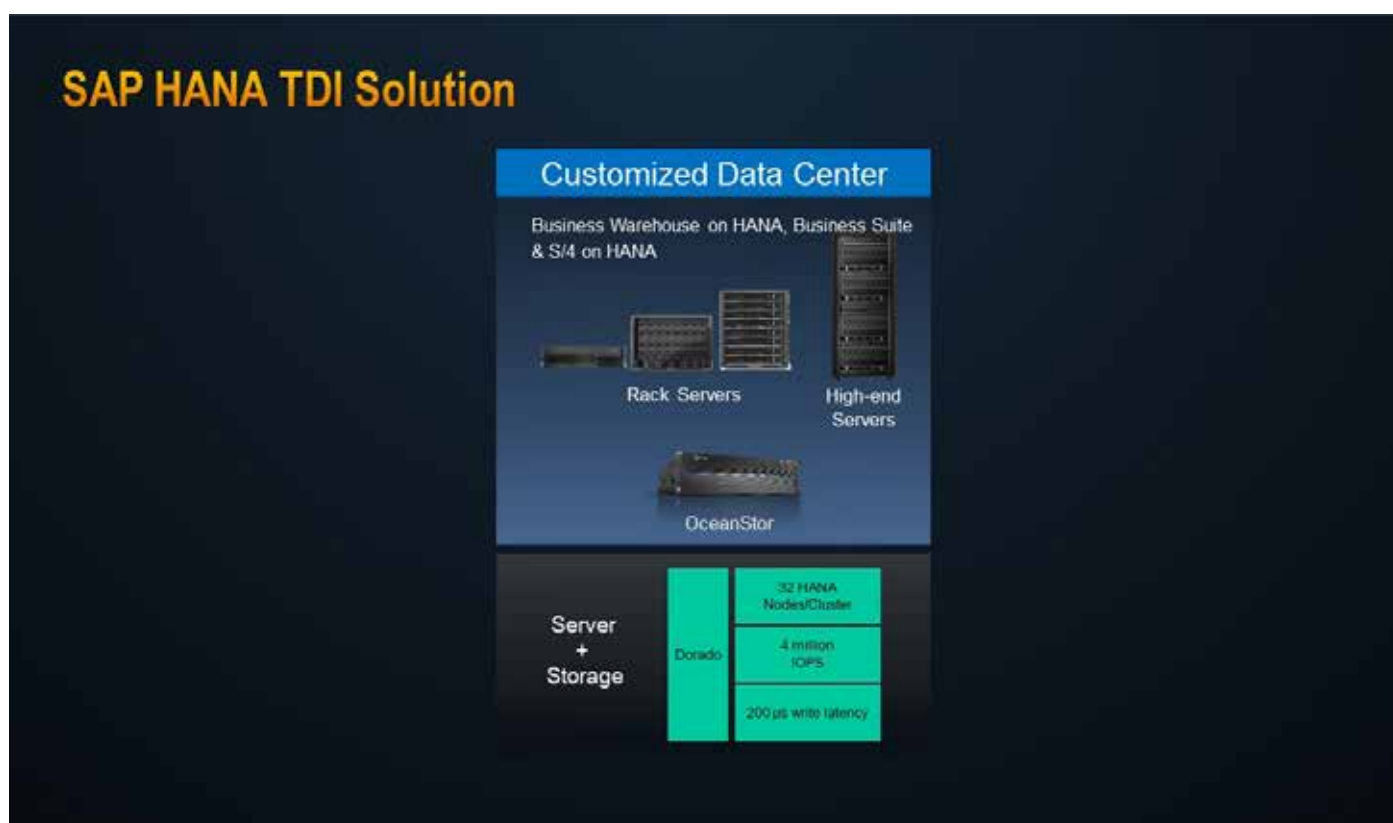 SAP HANA TDI Solution
Customized Data Center
Business Warehouse on HANA, Business Suite
& S/4 on HANA
Rack Servers
High-end
Servers
OceanStor
Server
+
Storage
Dorado
32 HANA
Nodes/Cluster
4 million
IOPS
200 µs write latency